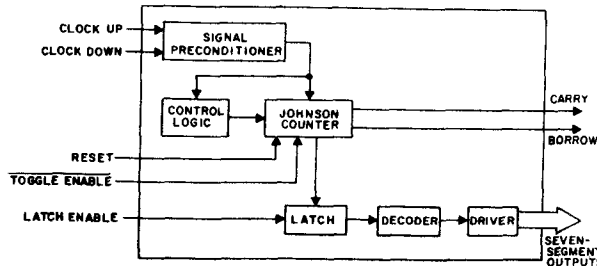 CLOCK UP
CLOCK DOWN
SIGNAL
PRECONDITIONER
CONTROL
LOGIC
JOHNSON
COUNTER
CARRY
BORROW
RESET
TOGGLE ENABLE
LATCH ENABLE
LATCH
DECODER
DRIVER
SEVEN-
SEGMENT
OUTPUTS